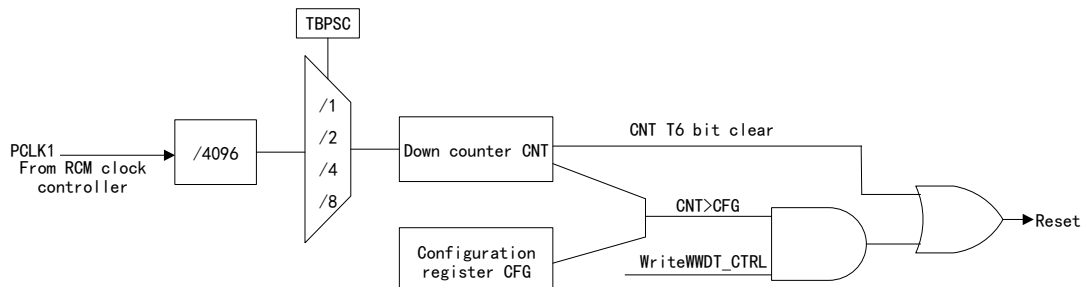 TBPSC
/1
/2
/4
/8
PCLK1
From RCM clock
controller
/4096
Down counter CNT
CNT T6 bit clear
CNT>CFG
Configuration
register CFG
WriteWWDT_CTRL
Reset